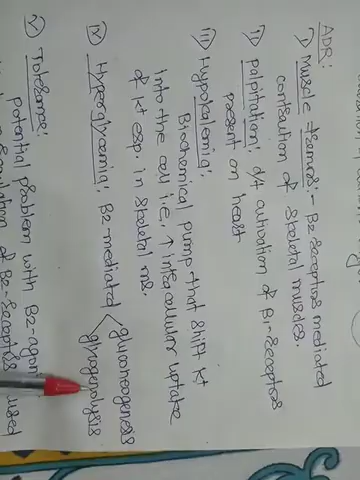 ADR:
i) Muscle tremors:- B2 receptors mediated
contraction of skeletal muscles.
ii) palpitation: d/t activation of B1-receptors
present on heart
iii) Hypokalemia:
Biochemical pump that shift K+
into the cell i.e, ↑ intracellular uptake
of K+ esp. in skeletal ms.
iv) Hyperglycemia: B2-mediated < gluconeogenesis
glycogenolysis
v) Tolerance:
potential problem with B2-agon
regulation of B2-receptors used